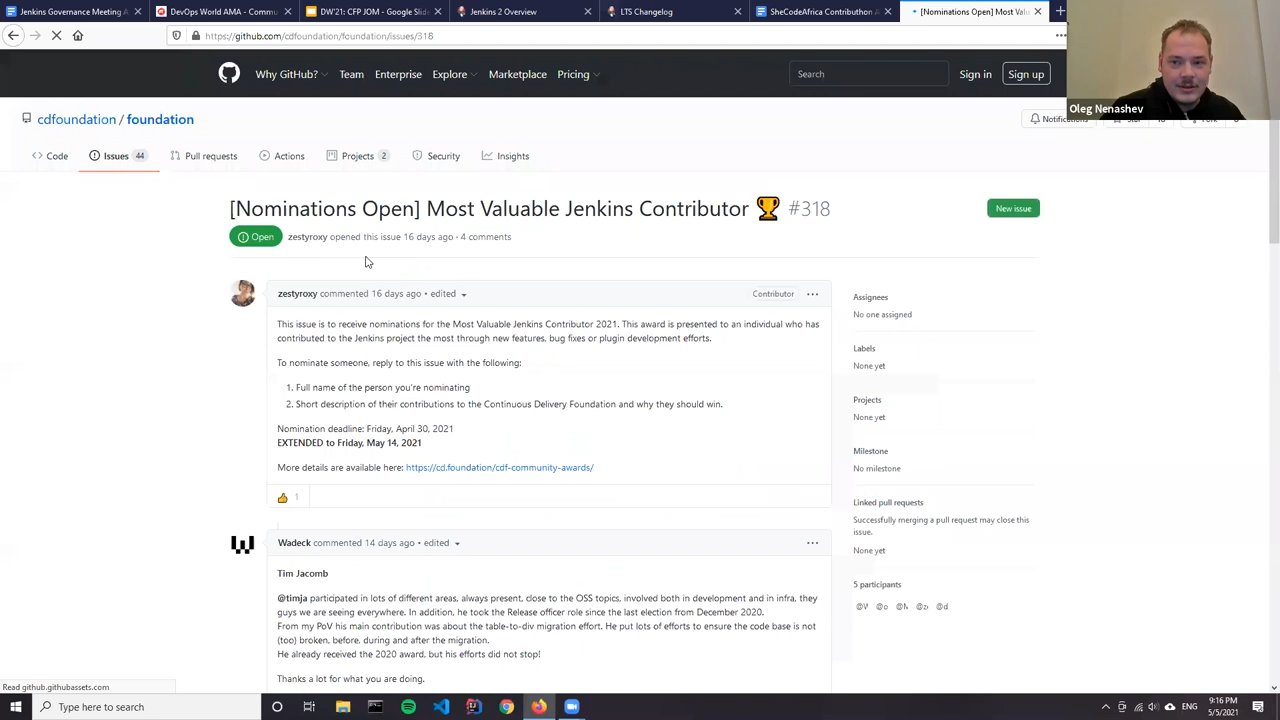 Jenkins Governance Meeting A
DevOps World AMA - Commu
DW'21: CFP JOM - Google Slide
Jenkins 2 Overview
LTS Changelog
SheCodeAfrica Contributhon A
[Nominations Open] Most Valu
https://github.com/cdfoundation/foundation/issues/318
Why GitHub?
Team
Enterprise
Explore
Marketplace
Pricing
Search
Sign in
Sign up
Oleg Nenashev
cdfoundation / foundation
Notifications
Code
Issues 44
Pull requests
Actions
Projects 2
Security
Insights
[Nominations Open] Most Valuable Jenkins Contributor 🏆 #318
New issue
Open
zestyroxy opened this issue 16 days ago · 4 comments
zestyroxy commented 16 days ago • edited
Contributor
This issue is to receive nominations for the Most Valuable Jenkins Contributor 2021. This award is presented to an individual who has
contributed to the Jenkins project the most through new features, bug fixes or plugin development efforts.
To nominate someone, reply to this issue with the following:
1. Full name of the person you're nominating
2. Short description of their contributions to the Continuous Delivery Foundation and why they should win.
Nomination deadline: Friday, April 30, 2021
EXTENDED to Friday, May 14, 2021
More details are available here: https://cd.foundation/cdf-community-awards/
👍 1
Assignees
No one assigned
Labels
None yet
Projects
None yet
Milestone
No milestone
Linked pull requests
Successfully merging a pull request may close this
issue.
None yet
5 participants
Wadeck commented 14 days ago • edited
Tim Jacomb
@timja participated in lots of different areas, always present, close to the OSS topics, involved both in development and in infra, they
guys we are seeing everywhere. In addition, he took the Release officer role since the last election from December 2020.
From my PoV his main contribution was about the table-to-div migration effort. He put lots of efforts to ensure the code base is not
(too) broken, before, during and after the migration.
He already received the 2020 award, but his efforts did not stop!
Thanks a lot for what you are doing.
Read github.githubassets.com
Type here to search
9:16 PM
5/5/2021